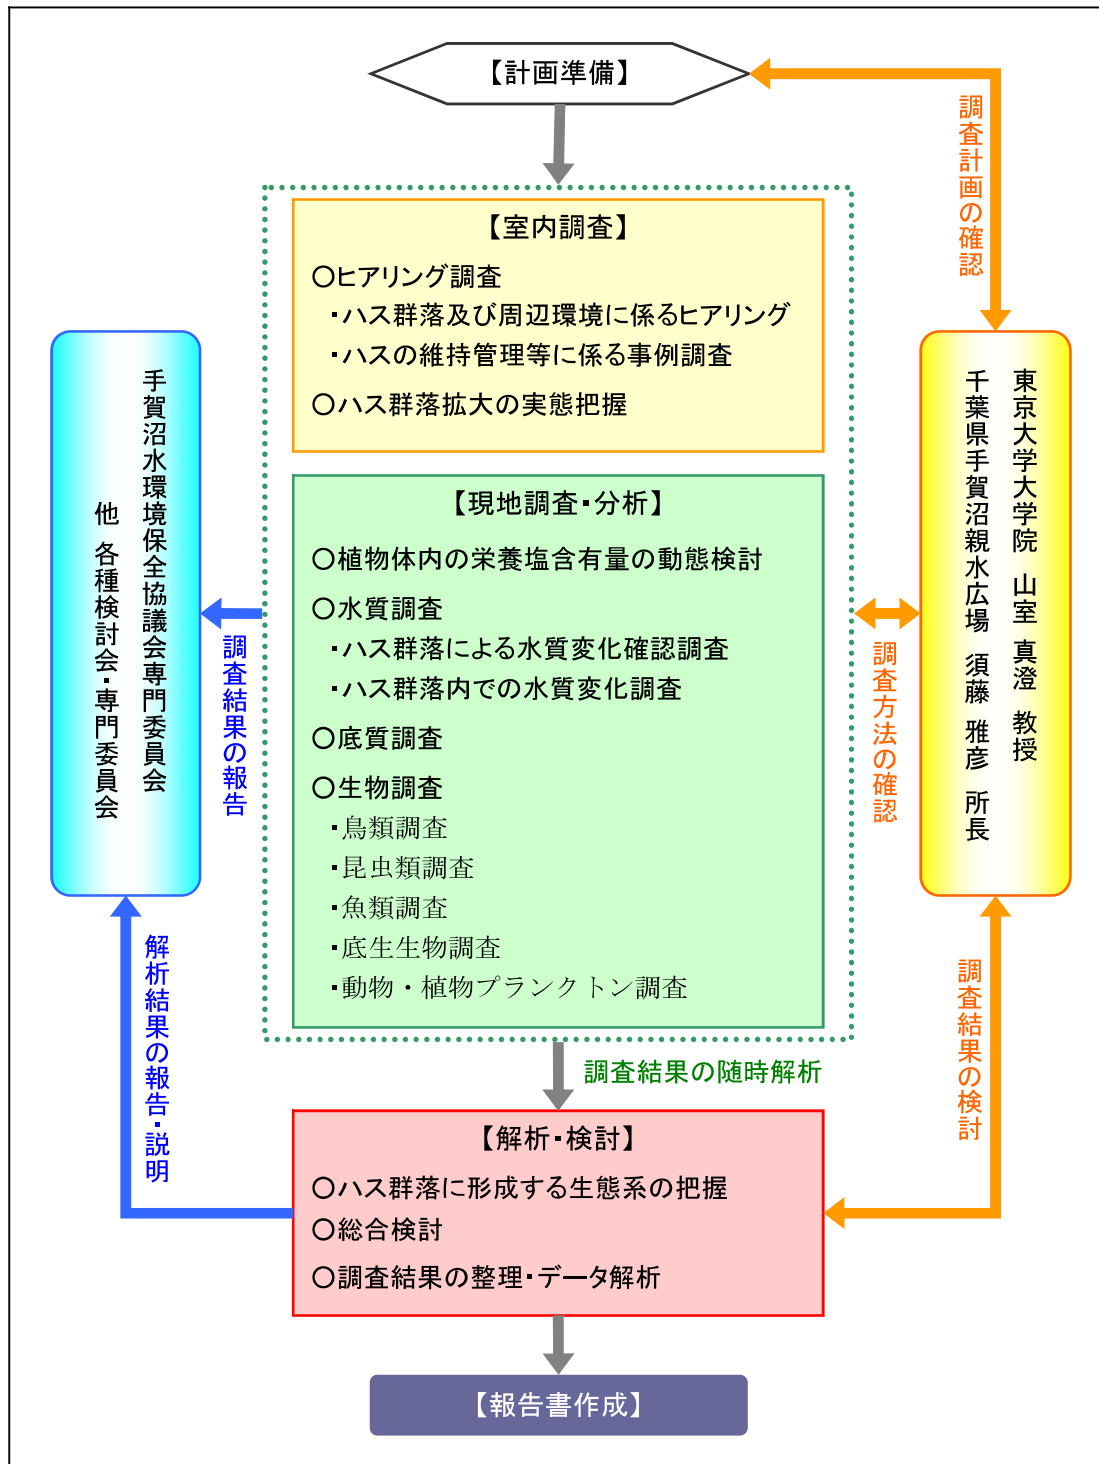 【計画準備】
調査計画の確認
【室内調査】
〇ヒアリング調査
・ハス群落及び周辺環境に係るヒアリング
・ハスの維持管理等に係る事例調査
〇ハス群落拡大の実態把握
【現地調査・分析】
〇植物体内の栄養塩含有量の動態検討
〇水質調査
・ハス群落による水質変化確認調査
・ハス群落内での水質変化調査
〇底質調査
〇生物調査
・鳥類調査
・昆虫類調査
・魚類調査
・底生生物調査
・動物・植物プランクトン調査
手賀沼水環境保全協議会専門委員会
他 各種検討会・専門委員会
調査結果の報告
東京大学大学院 山室 真澄 教授
千葉県手賀沼親水広場 須藤 雅彦 所長
調査方法の確認
調査結果の随時解析
解析結果の報告・説明
調査結果の検討
【解析・検討】
〇ハス群落に形成する生態系の把握
〇総合検討
〇調査結果の整理・データ解析
【報告書作成】